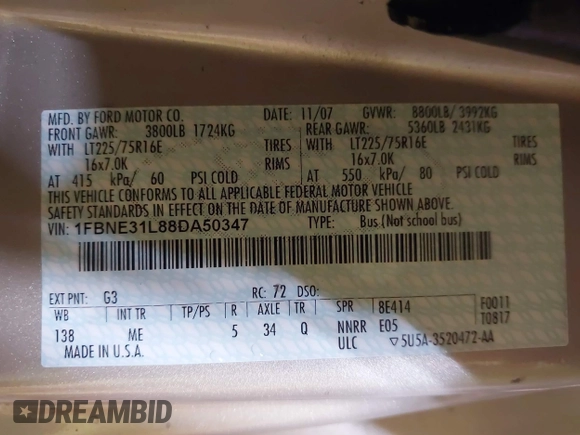 MFD. BY FORD MOTOR CO. DATE: 11/07 GVWR: 8800LB/ 3992KG
FRONT GAWR: 3800LB 1724KG REAR GAWR: 5360LB 2431KG
WITH LT225/75R16E TIRES WITH LT225/75R16E TIRES
16x7.0K RIMS 16x7.0K RIMS
AT 415 kPa/ 60 PSI COLD AT 550 kPa/ 80 PSI COLD
THIS VEHICLE CONFORMS TO ALL APPLICABLE FEDERAL MOTOR VEHICLE
SAFETY STANDARDS IN EFFECT ON THE DATE OF MANUFACTURE SHOWN ABOVE.
VIN: 1FBNE31L88DA50347 TYPE: Bus (Not school bus)
EXT PNT: G3 RC: 72 DSO: F0011
WB INT TR TP/PS R AXLE TR SPR 8E414 T0817
138 ME 5 34 Q NNRR E05
MADE IN U.S.A. ULC ▽5U5A-3520472-AA
DREAMBID